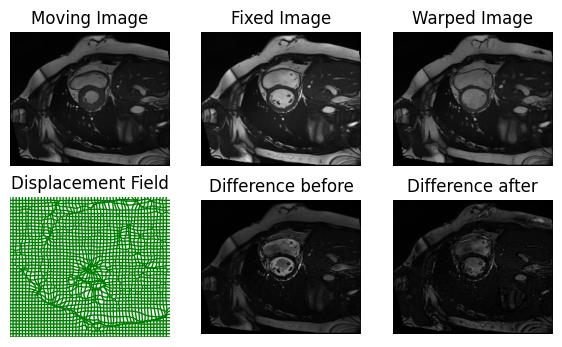 Moving Image
Fixed Image
Warped Image
Displacement Field
Difference before
Difference after